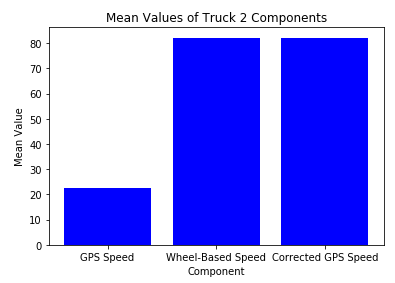 Mean Values of Truck 2 Components
Mean Value
80
70
60
50
40
30
20
10
0
GPS Speed Wheel-Based Speed Corrected GPS Speed
Component